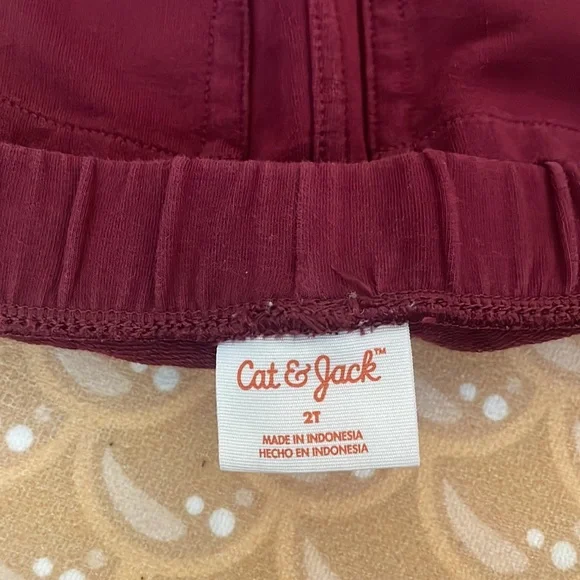 Cat & Jack™
2T
MADE IN INDONESIA
HECHO EN INDONESIA